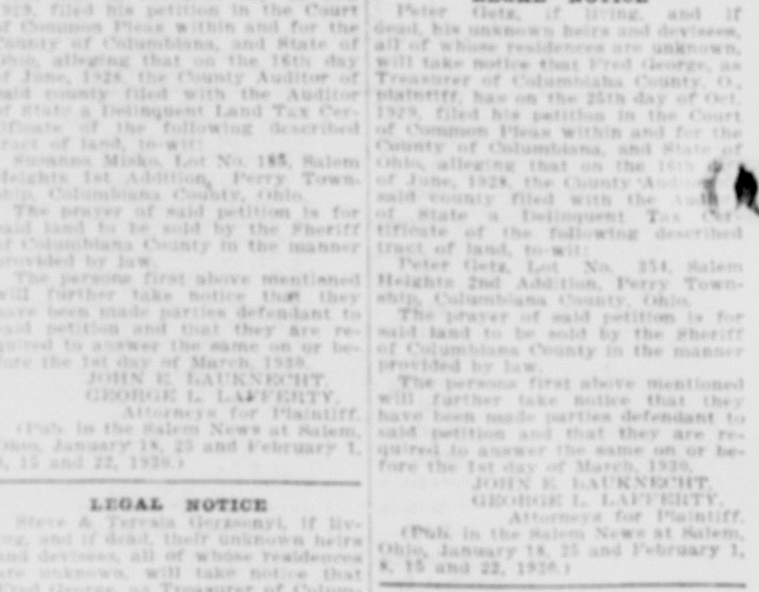 1929, filed his petition in the Court
of Common Pleas within and for the
County of Columbiana, and State of
Ohio, alleging that on the 16th day
of June, 1928, the County Auditor of
said county filed with the Auditor
of State a Delinquent Land Tax Cer-
tificate of the following described
tract of land, to-wit:
Susanna Misko, Lot No. 185, Salem
Heights 1st Addition, Perry Town-
ship, Columbiana County, Ohio.
The prayer of said petition is for
said land to be sold by the Sheriff
of Columbiana County in the manner
provided by law.
The persons first above mentioned
will further take notice that they
have been made parties defendant to
said petition and that they are re-
quired to answer the same on or be-
fore the 1st day of March, 1930.
JOHN E. BAUKNECHT,
GEORGE L. LAFFERTY,
Attorneys for Plaintiff.
(Pub. in the Salem News at Salem,
Ohio, January 18, 25 and February 1,
8, 15 and 22, 1930.)
LEGAL NOTICE
Steve & Teresia if liv-
ing, and if dead, their unknown heirs
and devisees, all of whose residences
are unknown, will take notice that
Fred George, as Treasurer of Colum-
LEGAL NOTICE
Peter Getz, if living, and if
dead, his unknown heirs and devisees,
all of whose residences are unknown,
will take notice that Fred George, as
Treasurer of Columbiana County, O.,
plaintiff, has on the 25th day of Oct.
1929, filed his petition in the Court
of Common Pleas within and for the
County of Columbiana, and State of
Ohio, alleging that on the 16th
of June, 1928, the County
said county filed with the
of State a Delinquent Tax Cer-
tificate of the following described
tract of land, to-wit:
Peter Getz, Lot No. 354, Salem
Heights 2nd Addition, Perry Town-
ship, Columbiana County, Ohio.
The prayer of said petition is for
said land to be sold by the Sheriff
of Columbiana County in the manner
provided by law.
The persons first above mentioned
will further take notice that they
have been made parties defendant to
said petition and that they are re-
quired to answer the same on or be-
fore the 1st day of March, 1930.
JOHN E. BAUKNECHT,
GEORGE L. LAFFERTY,
Attorneys for Plaintiff.
(Pub. in the Salem News at Salem,
Ohio, January 18, 25 and February 1,
8, 15 and 22, 1930.)